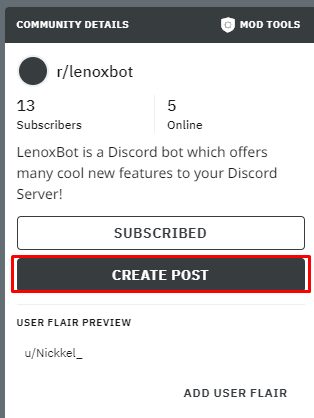 COMMUNITY DETAILS MOD TOOLS
r/lenoxbot
13 5
Subscribers Online
LenoxBot is a Discord bot which offers
many cool new features to your Discord
Server!
SUBSCRIBED
CREATE POST
USER FLAIR PREVIEW
u/Nickkel_
ADD USER FLAIR